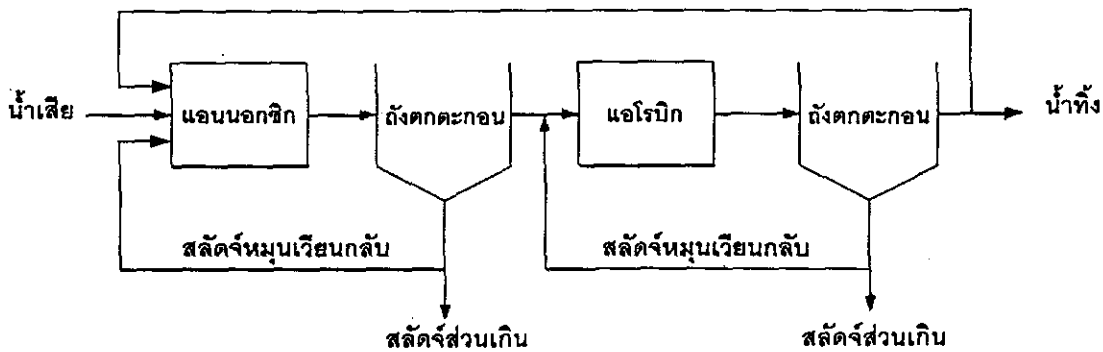 น้ำเสีย
แอนนอกซิก
ถังตกตะกอน
แอโรบิก
ถังตกตะกอน
น้ำทิ้ง
สลัดจ์หมุนเวียนกลับ
สลัดจ์หมุนเวียนกลับ
สลัดจ์ส่วนเกิน
สลัดจ์ส่วนเกิน